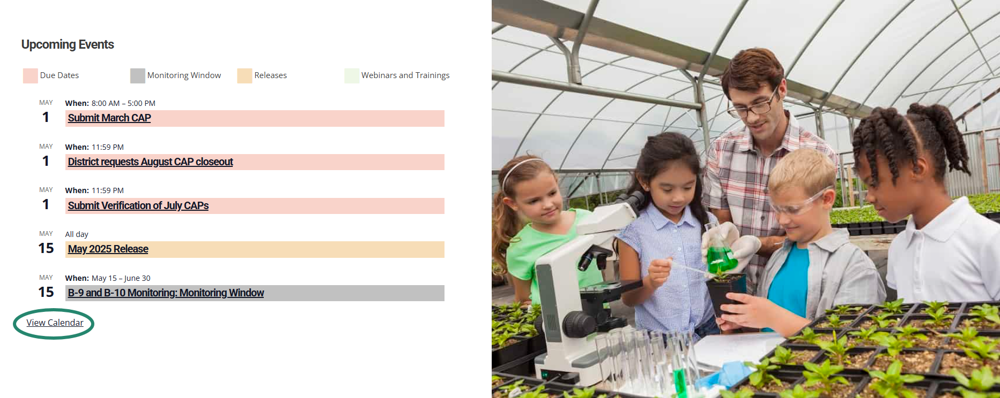 Upcoming Events
Due Dates
Monitoring Window
Releases
Webinars and Trainings
MAY
1
When: 8:00 AM – 5:00 PM
Submit March CAP
MAY
1
When: 11:59 PM
District requests August CAP closeout
MAY
1
When: 11:59 PM
Submit Verification of July CAPs
MAY
15
All day
May 2025 Release
MAY
15
When: May 15 – June 30
B-9 and B-10 Monitoring: Monitoring Window
View Calendar